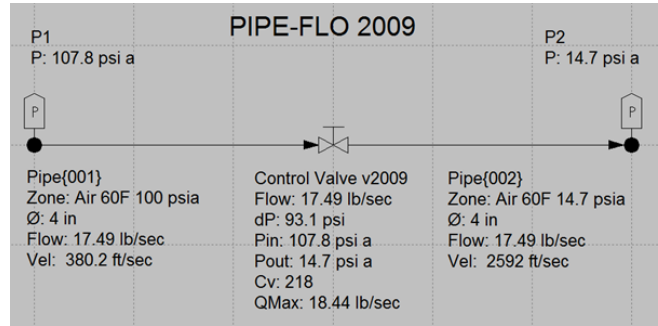 PIPE-FLO 2009
P1
P: 107.8 psi a
P2
P: 14.7 psi a
P
P
Pipe{001}
Zone: Air 60F 100 psia
Ø: 4 in
Flow: 17.49 lb/sec
Vel: 380.2 ft/sec
Control Valve v2009
Flow: 17.49 lb/sec
dP: 93.1 psi
Pin: 107.8 psi a
Pout: 14.7 psi a
Cv: 218
QMax: 18.44 lb/sec
Pipe{002}
Zone: Air 60F 14.7 psia
Ø: 4 in
Flow: 17.49 lb/sec
Vel: 2592 ft/sec